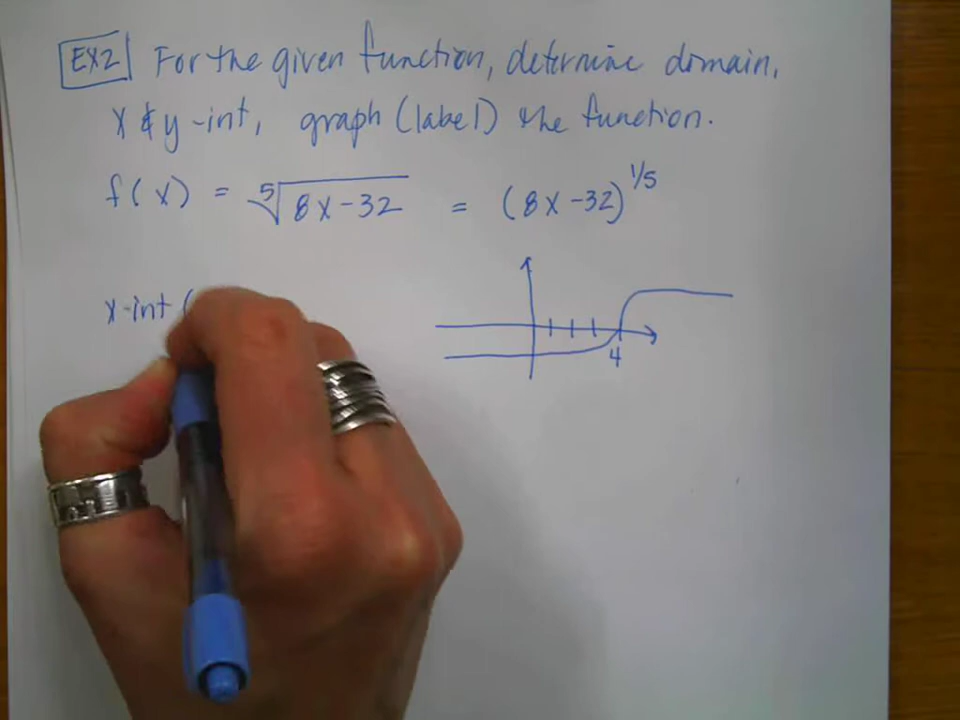 EX2 For the given function, determine domain,
x & y-int, graph (label) the function.
f(x) = ⁵√(8x-32) = (8x-32)^1/5
x-int (
4